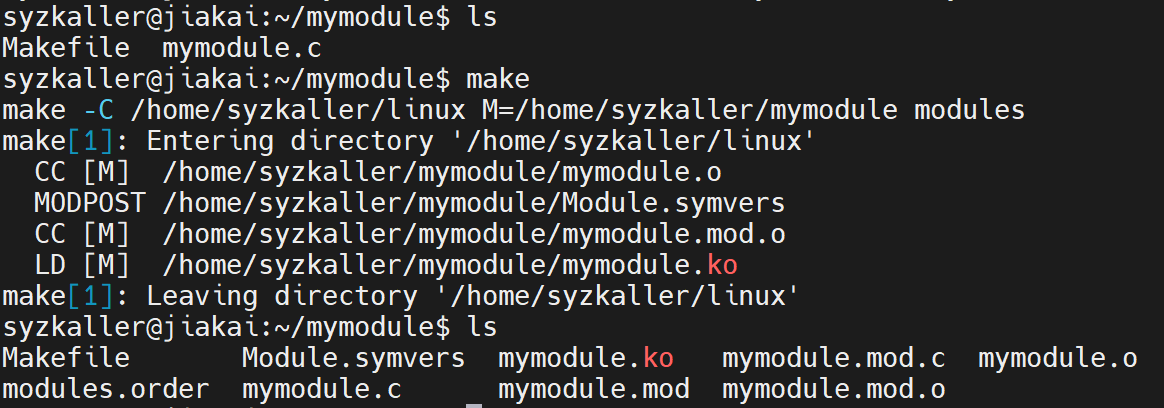 syzkaller@jiakai:~/mymodule$ ls
Makefile  mymodule.c
syzkaller@jiakai:~/mymodule$ make
make -C /home/syzkaller/linux M=/home/syzkaller/mymodule modules
make[1]: Entering directory '/home/syzkaller/linux'
  CC [M]  /home/syzkaller/mymodule/mymodule.o
  MODPOST /home/syzkaller/mymodule/Module.symvers
  CC [M]  /home/syzkaller/mymodule/mymodule.mod.o
  LD [M]  /home/syzkaller/mymodule/mymodule.ko
make[1]: Leaving directory '/home/syzkaller/linux'
syzkaller@jiakai:~/mymodule$ ls
Makefile       Module.symvers  mymodule.ko   mymodule.mod.c  mymodule.o
modules.order  mymodule.c      mymodule.mod  mymodule.mod.o